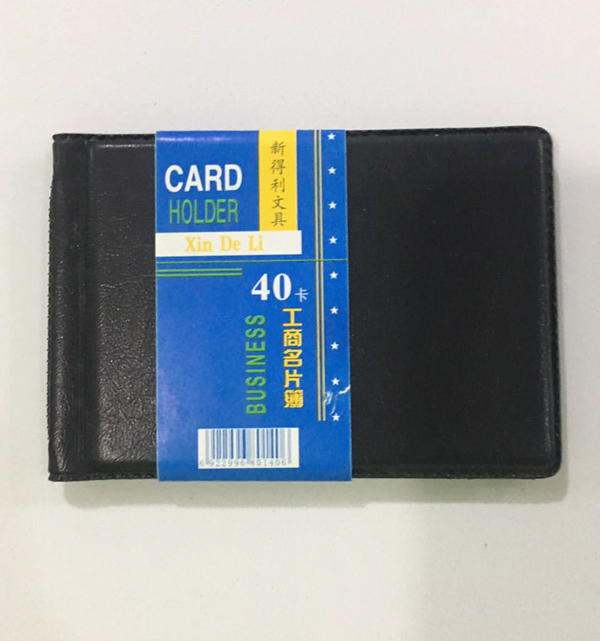 CARD
HOLDER
新得利文具
Xin De Li
40卡
BUSINESS
工商名片簿
6922996801406